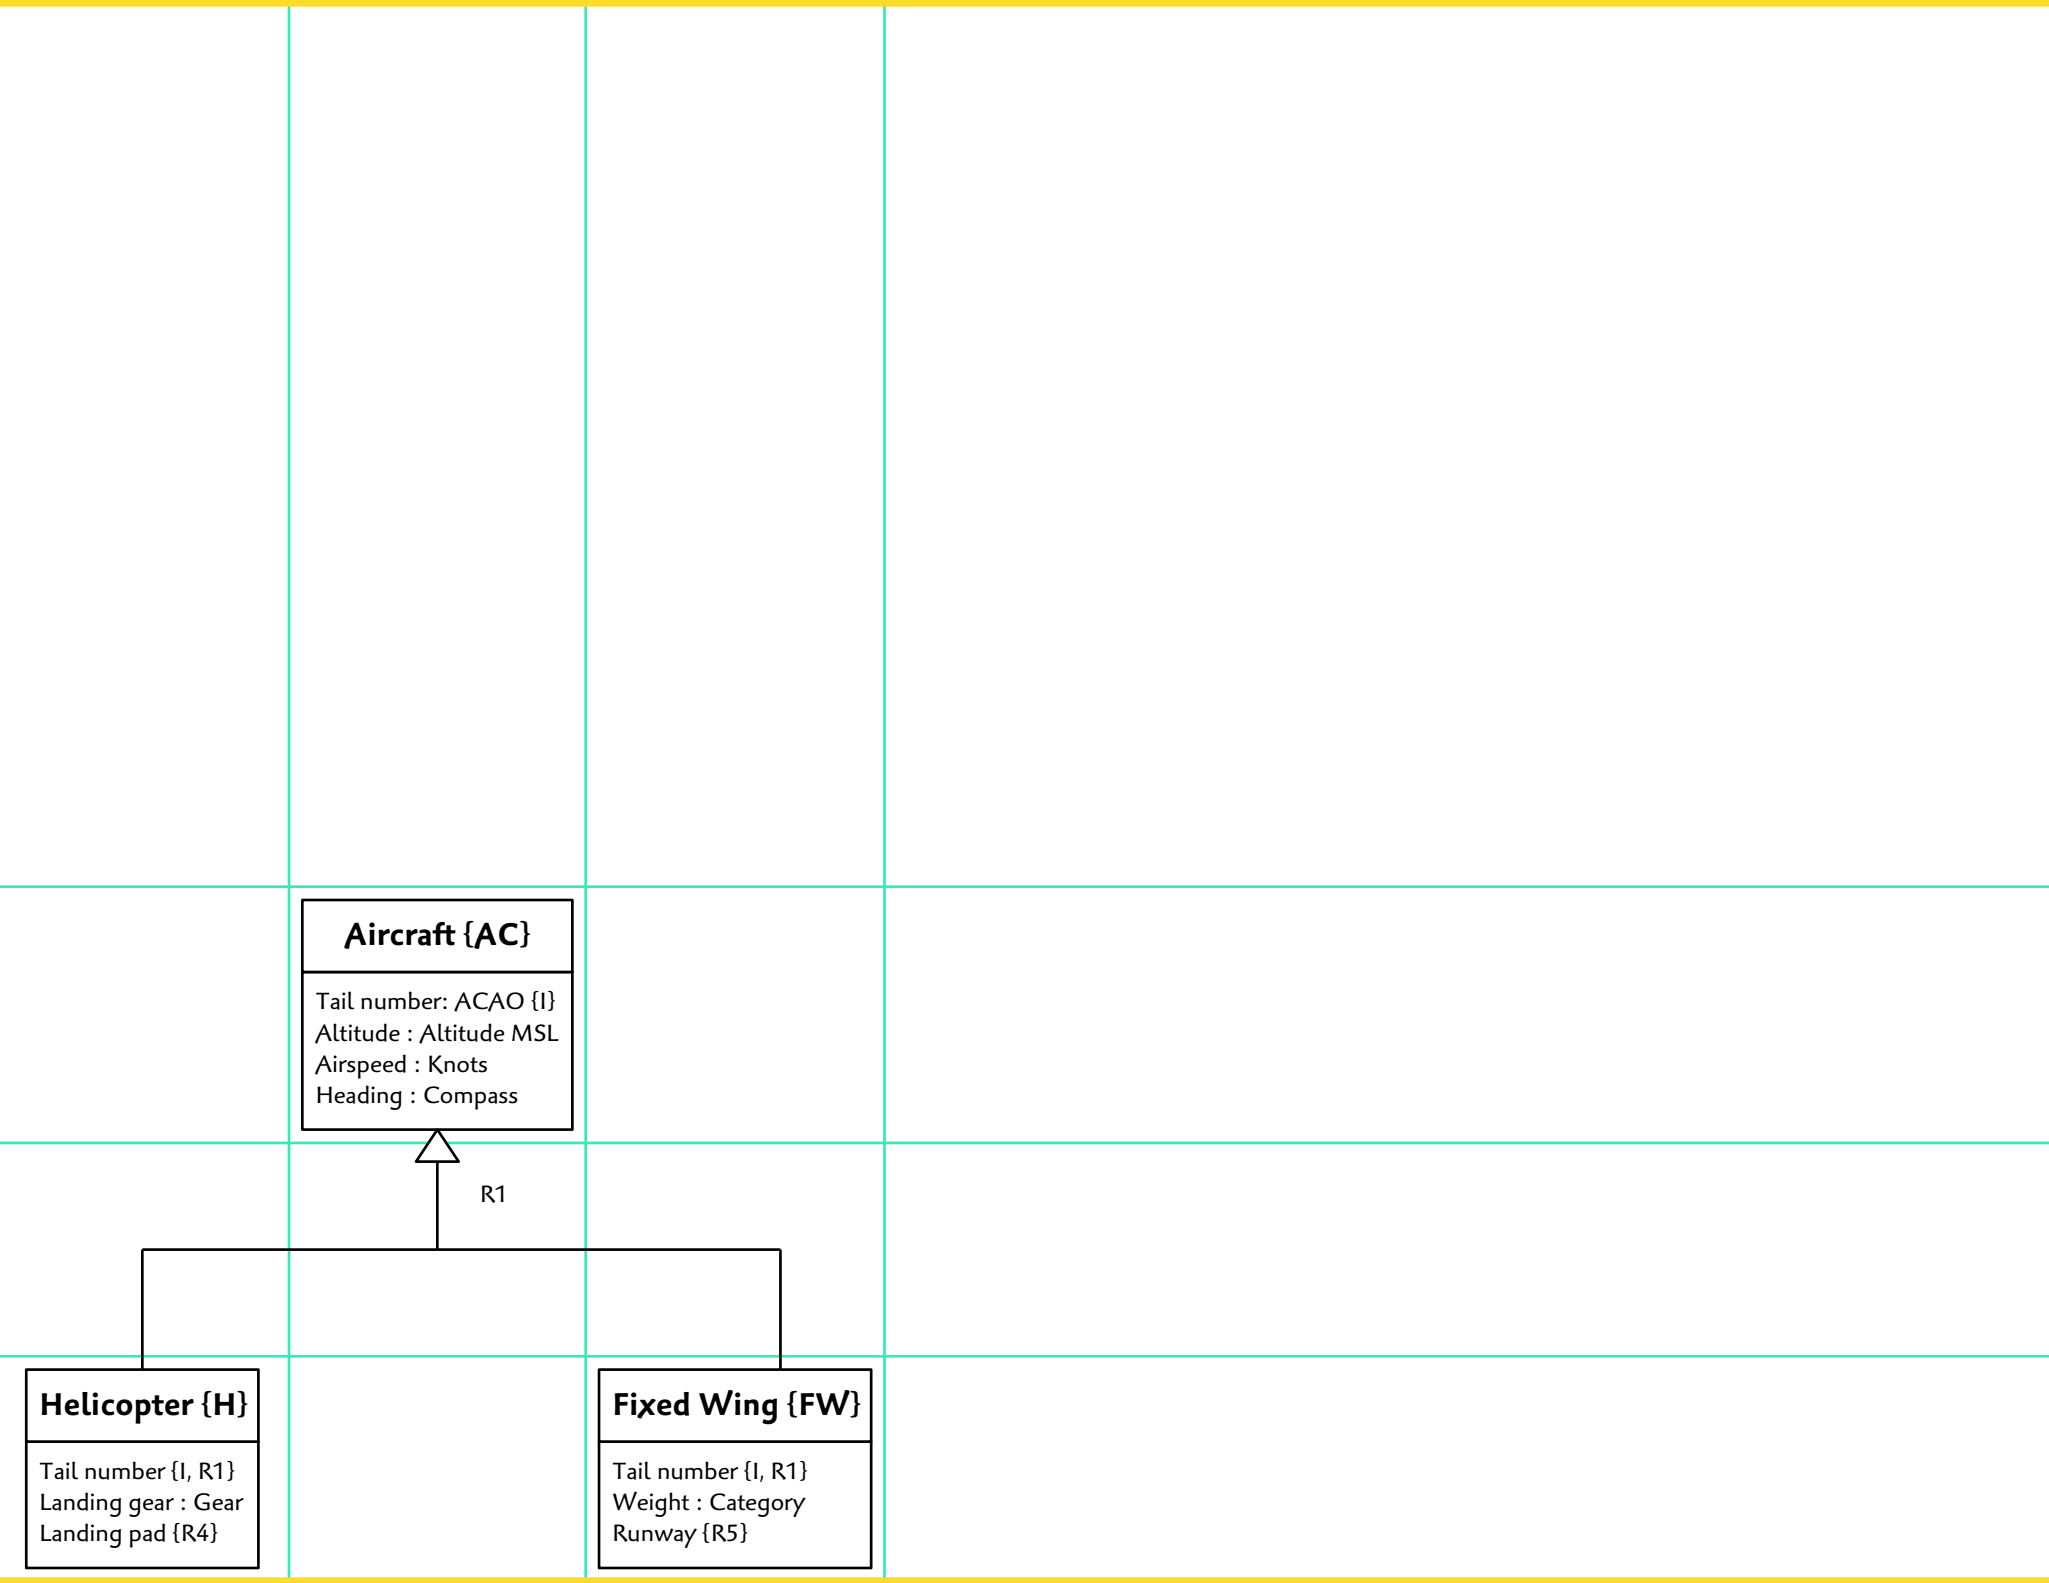 Aircraft {AC}
Tail number: ACAO {I}
Altitude : Altitude MSL
Airspeed : Knots
Heading : Compass
R1
Helicopter {H}
Tail number {I, R1}
Landing gear : Gear
Landing pad {R4}
Fixed Wing {FW}
Tail number {I, R1}
Weight : Category
Runway {R5}